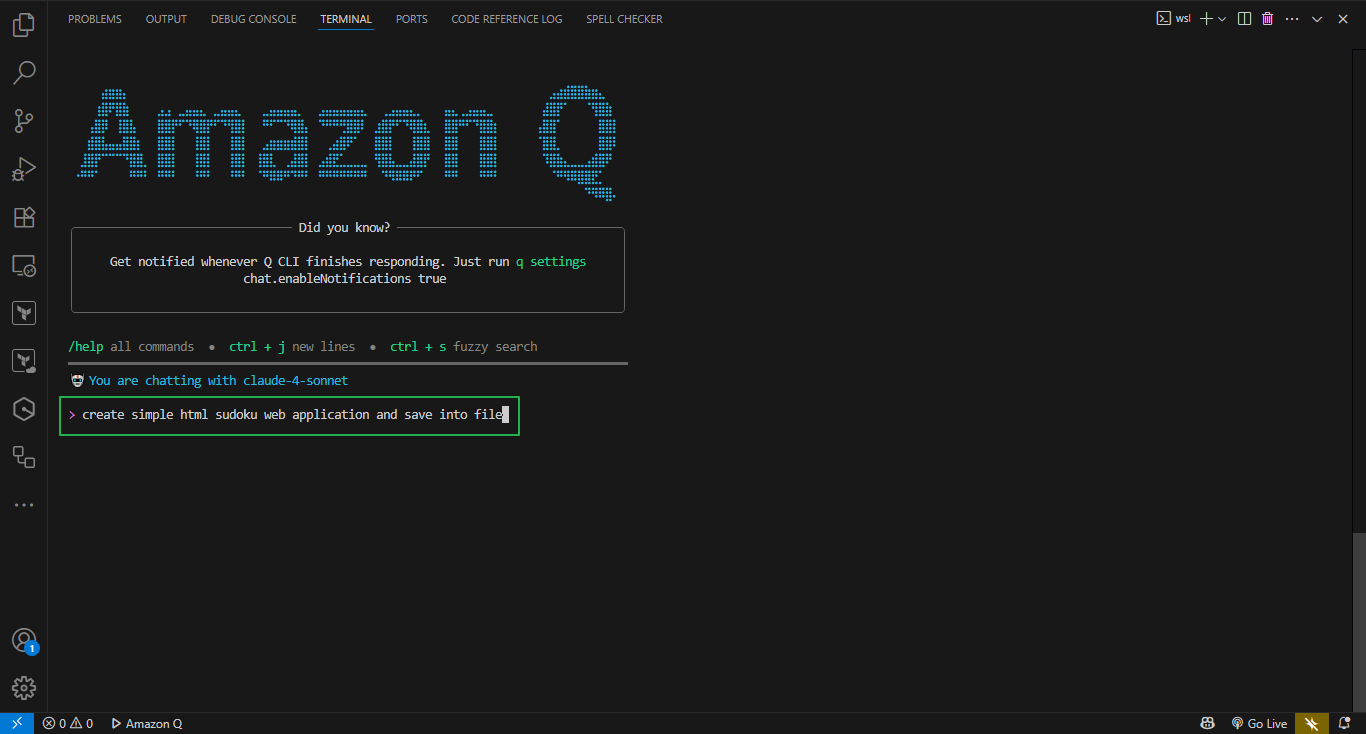 PROBLEMS OUTPUT DEBUG CONSOLE TERMINAL PORTS CODE REFERENCE LOG SPELL CHECKER wsl
Amazon Q
Did you know?
Get notified whenever Q CLI finishes responding. Just run q settings
chat.enableNotifications true
/help all commands • ctrl + j new lines • ctrl + s fuzzy search
You are chatting with claude-4-sonnet
> create simple html sudoku web application and save into file
1
0 0 Amazon Q Go Live